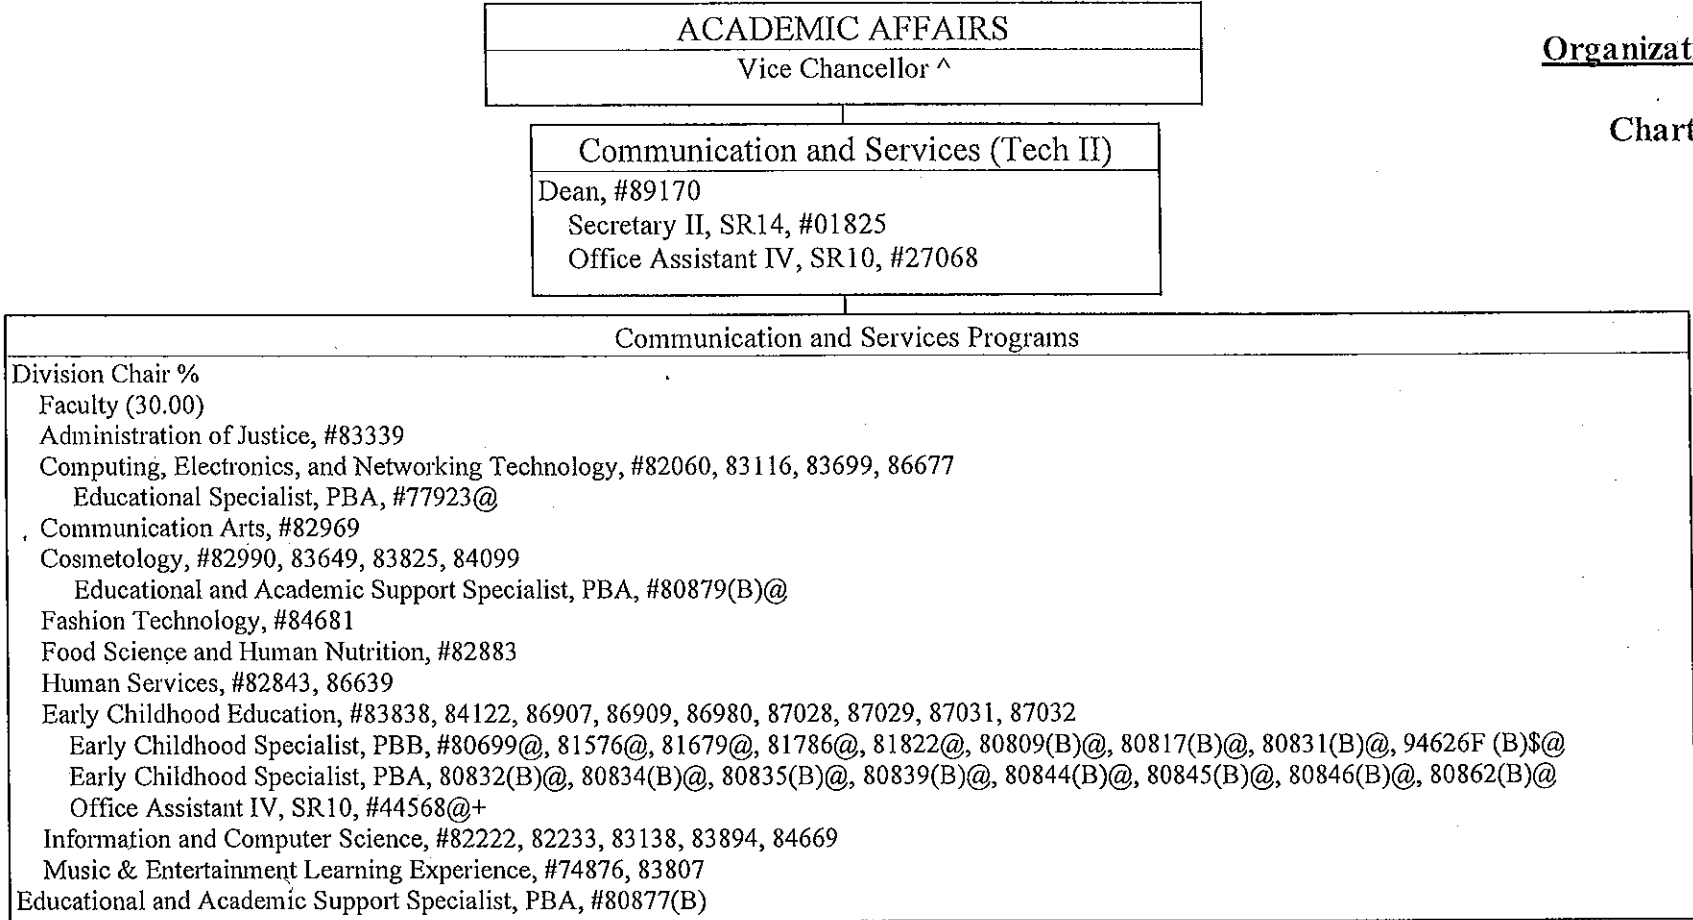 ACADEMIC AFFAIRS
Vice Chancellor ^
Organizat
Chart
Communication and Services (Tech II)
Dean, #89170
Secretary II, SR14, #01825
Office Assistant IV, SR10, #27068
Communication and Services Programs
Division Chair %
Faculty (30.00)
Administration of Justice, #83339
Computing, Electronics, and Networking Technology, #82060, 83116, 83699, 86677
Educational Specialist, PBA, #77923@
Communication Arts, #82969
Cosmetology, #82990, 83649, 83825, 84099
Educational and Academic Support Specialist, PBA, #80879(B)@
Fashion Technology, #84681
Food Science and Human Nutrition, #82883
Human Services, #82843, 86639
Early Childhood Education, #83838, 84122, 86907, 86909, 86980, 87028, 87029, 87031, 87032
Early Childhood Specialist, PBB, #80699@, 81576@, 81679@, 81786@, 81822@, 80809(B)@, 80817(B)@, 80831(B)@, 94626F (B)$@
Early Childhood Specialist, PBA, 80832(B)@, 80834(B)@, 80835(B)@, 80839(B)@, 80844(B)@, 80845(B)@, 80846(B)@, 80862(B)@
Office Assistant IV, SR10, #44568@+
Information and Computer Science, #82222, 82233, 83138, 83894, 84669
Music & Entertainment Learning Experience, #74876, 83807
Educational and Academic Support Specialist, PBA, #80877(B)